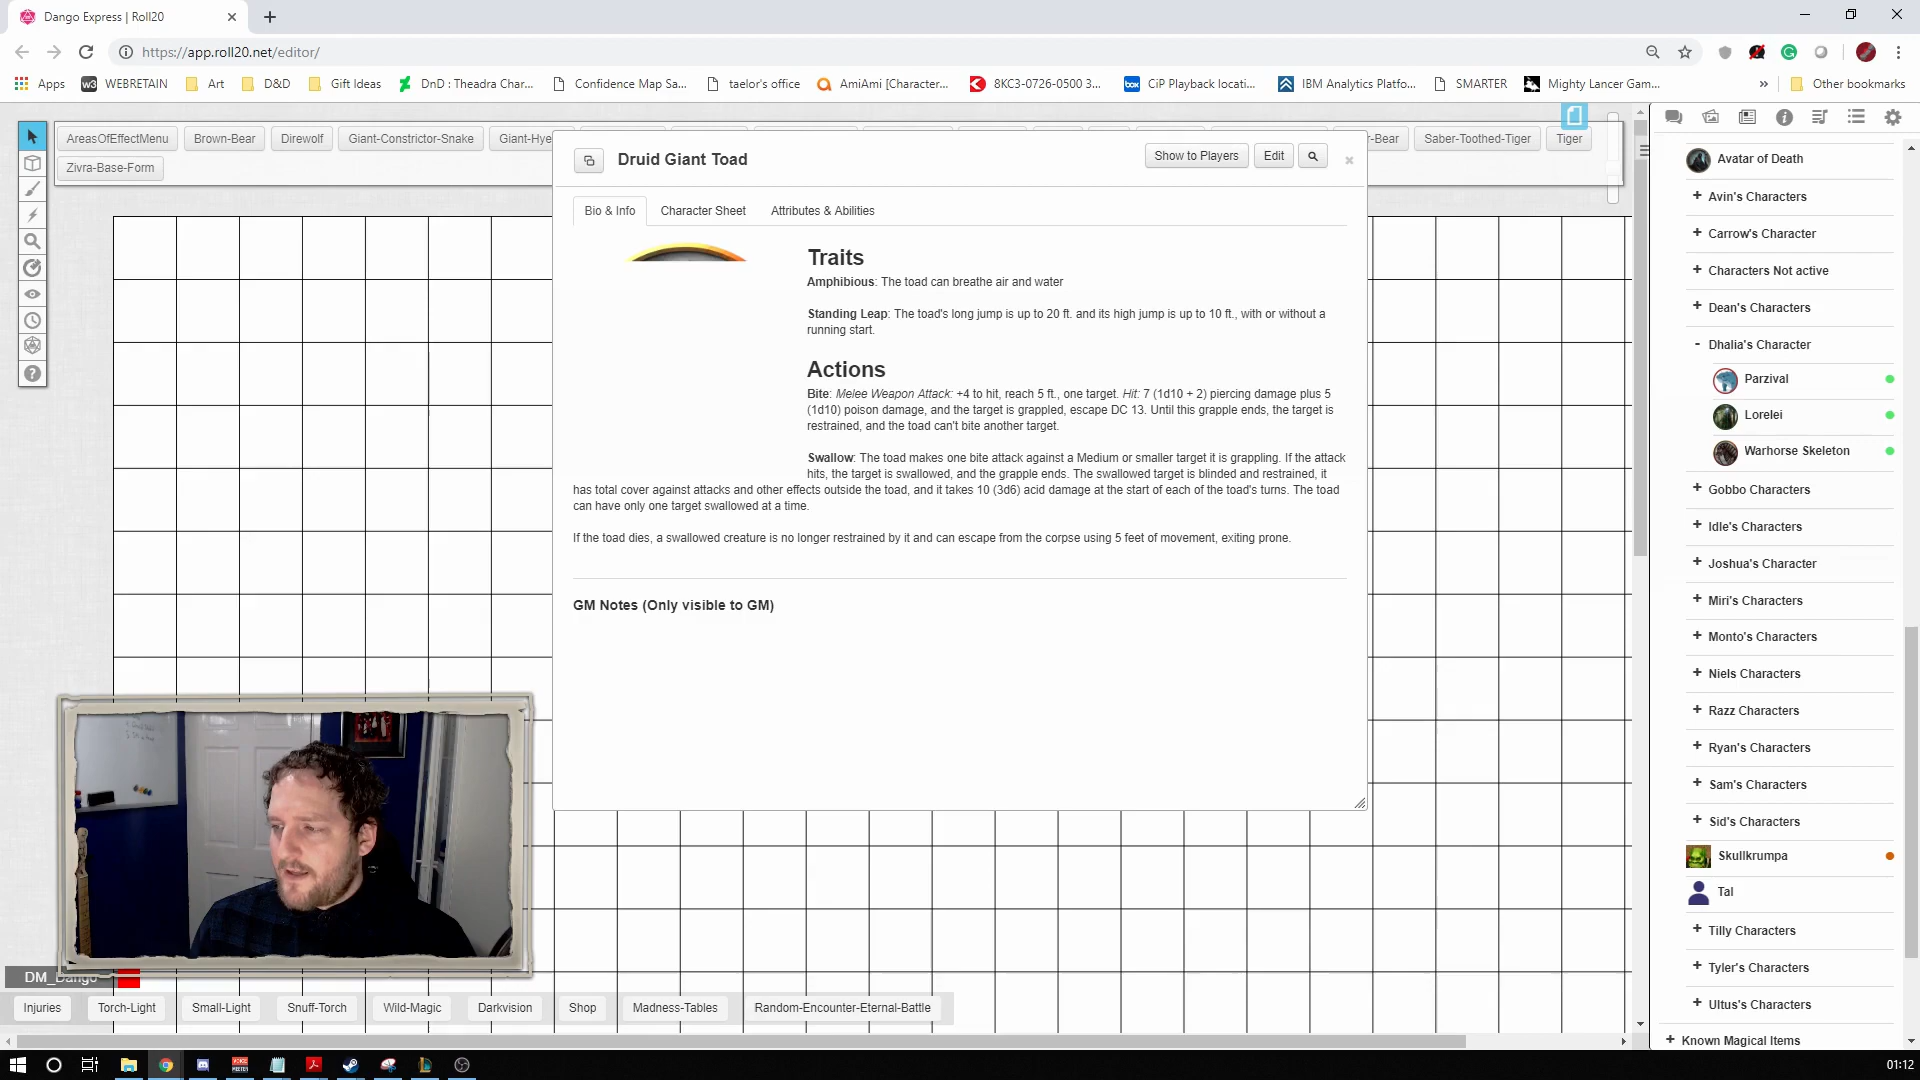 Dango Express | Roll20
https://app.roll20.net/editor/
Apps
WEBRETAIN
Art
D&D
Gift Ideas
DnD : Theadra Char...
Confidence Map Sa...
taelor's office
AmiAmi [Character...
8KC3-0726-0500 3...
CiP Playback locati...
IBM Analytics Platfo...
SMARTER
Mighty Lancer Gam...
»
Other bookmarks
AreasOfEffectMenu
Brown-Bear
Direwolf
Giant-Constrictor-Snake
Giant-Hye
r-Bear
Saber-Toothed-Tiger
Tiger
Zivra-Base-Form
Druid Giant Toad
Show to Players
Edit
Bio & Info
Character Sheet
Attributes & Abilities
Traits
Amphibious: The toad can breathe air and water
Standing Leap: The toad's long jump is up to 20 ft. and its high jump is up to 10 ft., with or without a
running start.
Actions
Bite: Melee Weapon Attack: +4 to hit, reach 5 ft., one target. Hit: 7 (1d10 + 2) piercing damage plus 5
(1d10) poison damage, and the target is grappled, escape DC 13. Until this grapple ends, the target is
restrained, and the toad can't bite another target.
Swallow: The toad makes one bite attack against a Medium or smaller target it is grappling. If the attack
hits, the target is swallowed, and the grapple ends. The swallowed target is blinded and restrained, it
has total cover against attacks and other effects outside the toad, and it takes 10 (3d6) acid damage at the start of each of the toad's turns. The toad
can have only one target swallowed at a time.
If the toad dies, a swallowed creature is no longer restrained by it and can escape from the corpse using 5 feet of movement, exiting prone.
GM Notes (Only visible to GM)
Avatar of Death
+ Avin's Characters
+ Carrow's Character
+ Characters Not active
+ Dean's Characters
- Dhalia's Character
Parzival
Lorelei
Warhorse Skeleton
+ Gobbo Characters
+ Idle's Characters
+ Joshua's Character
+ Miri's Characters
+ Monto's Characters
+ Niels Characters
+ Razz Characters
+ Ryan's Characters
+ Sam's Characters
+ Sid's Characters
Skullkrumpa
Tal
+ Tilly Characters
+ Tyler's Characters
+ Ultus's Characters
+ Known Magical Items
DM_Dango
Injuries
Torch-Light
Small-Light
Snuff-Torch
Wild-Magic
Darkvision
Shop
Madness-Tables
Random-Encounter-Eternal-Battle
01:12